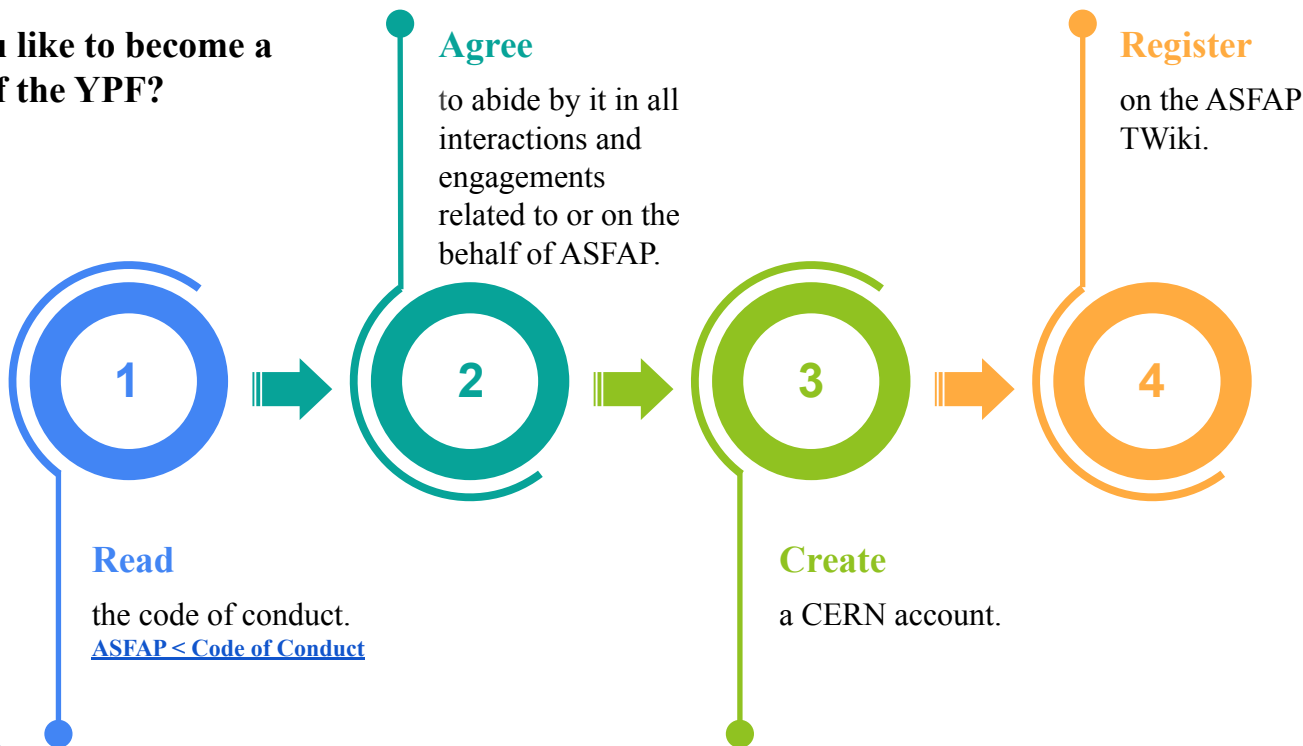 like to become a
the YPF?
1
Read
the code of conduct.
ASFAP < Code of Conduct
2
Agree
to abide by it in all
interactions and
engagements
related to or on the
behalf of ASFAP.
3
Create
a CERN account.
4
Register
on the ASFAP
TWiki.